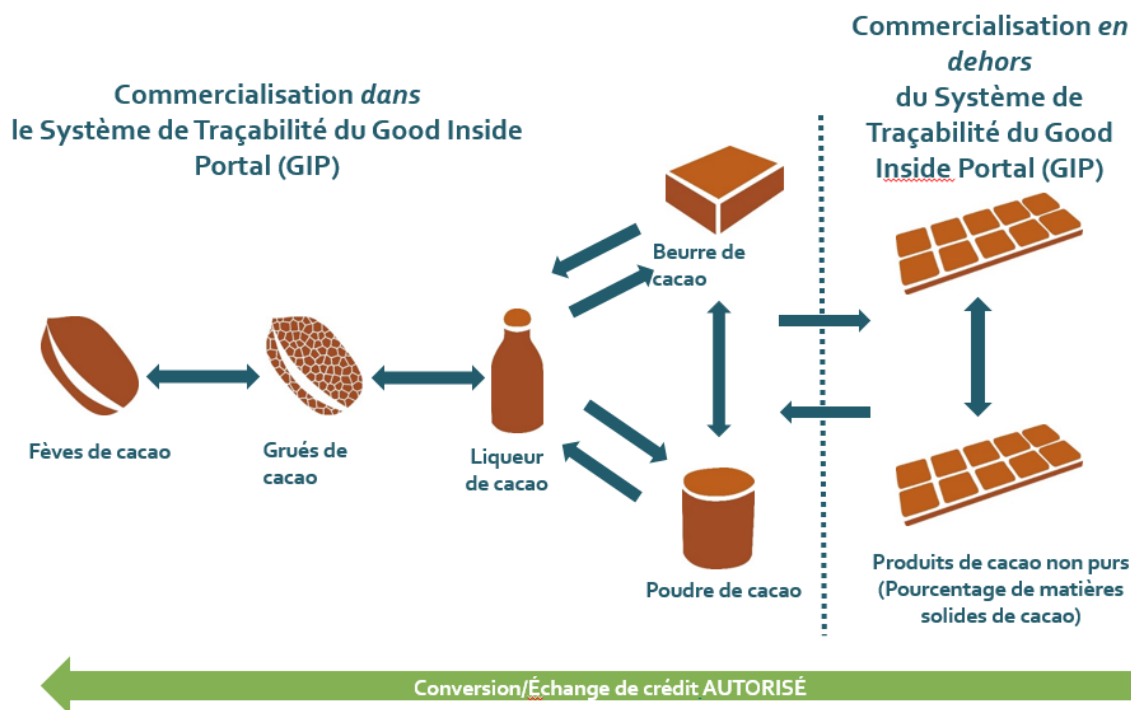 Commercialisation dans
le Système de Traçabilité du Good Inside
Portal (GIP)
Commercialisation en
dehors
du Système de
Traçabilité du Good
Inside Portal (GIP)
Beurre de
cacao
Fèves de cacao
Grués de
cacao
Liqueur
de cacao
Poudre de cacao
Produits de cacao non purs
(Pourcentage de matières
solides de cacao)
Conversion/Échange de crédit AUTORISÉ